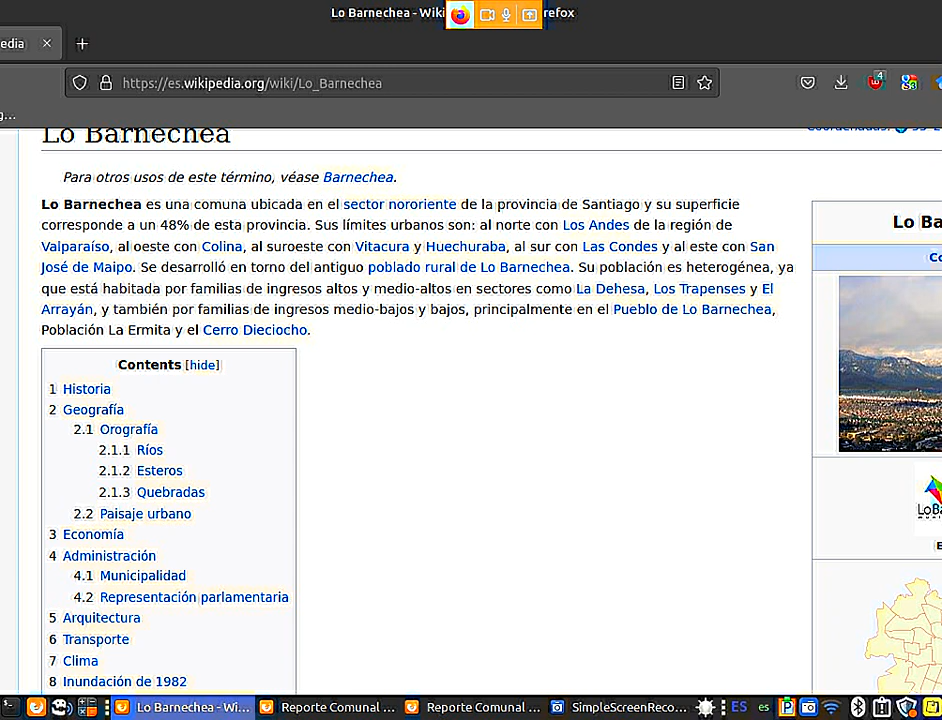 Lo Barnechea - Wiki
refox
edia
https://es.wikipedia.org/wiki/Lo_Barnechea
4
3
g...
Lo Barnechea
Coordenadas:
Para otros usos de este término, véase Barnechea.
Lo Barnechea es una comuna ubicada en el sector nororiente de la provincia de Santiago y su superficie
corresponde a un 48% de esta provincia. Sus límites urbanos son: al norte con Los Andes de la región de
Valparaíso, al oeste con Colina, al suroeste con Vitacura y Huechuraba, al sur con Las Condes y al este con San
José de Maipo. Se desarrolló en torno del antiguo poblado rural de Lo Barnechea. Su población es heterogénea, ya
que está habitada por familias de ingresos altos y medio-altos en sectores como La Dehesa, Los Trapenses y El
Arrayán, y también por familias de ingresos medio-bajos y bajos, principalmente en el Pueblo de Lo Barnechea,
Población La Ermita y el Cerro Dieciocho.
Lo Ba
Co
LoBa
E
Contents [hide]
1 Historia
2 Geografía
2.1 Orografía
2.1.1 Ríos
2.1.2 Esteros
2.1.3 Quebradas
2.2 Paisaje urbano
3 Economía
4 Administración
4.1 Municipalidad
4.2 Representación parlamentaria
5 Arquitectura
6 Transporte
7 Clima
8 Inundación de 1982
Lo Barnechea - Wi...
Reporte Comunal ...
Reporte Comunal ...
SimpleScreenReco...
ES
es